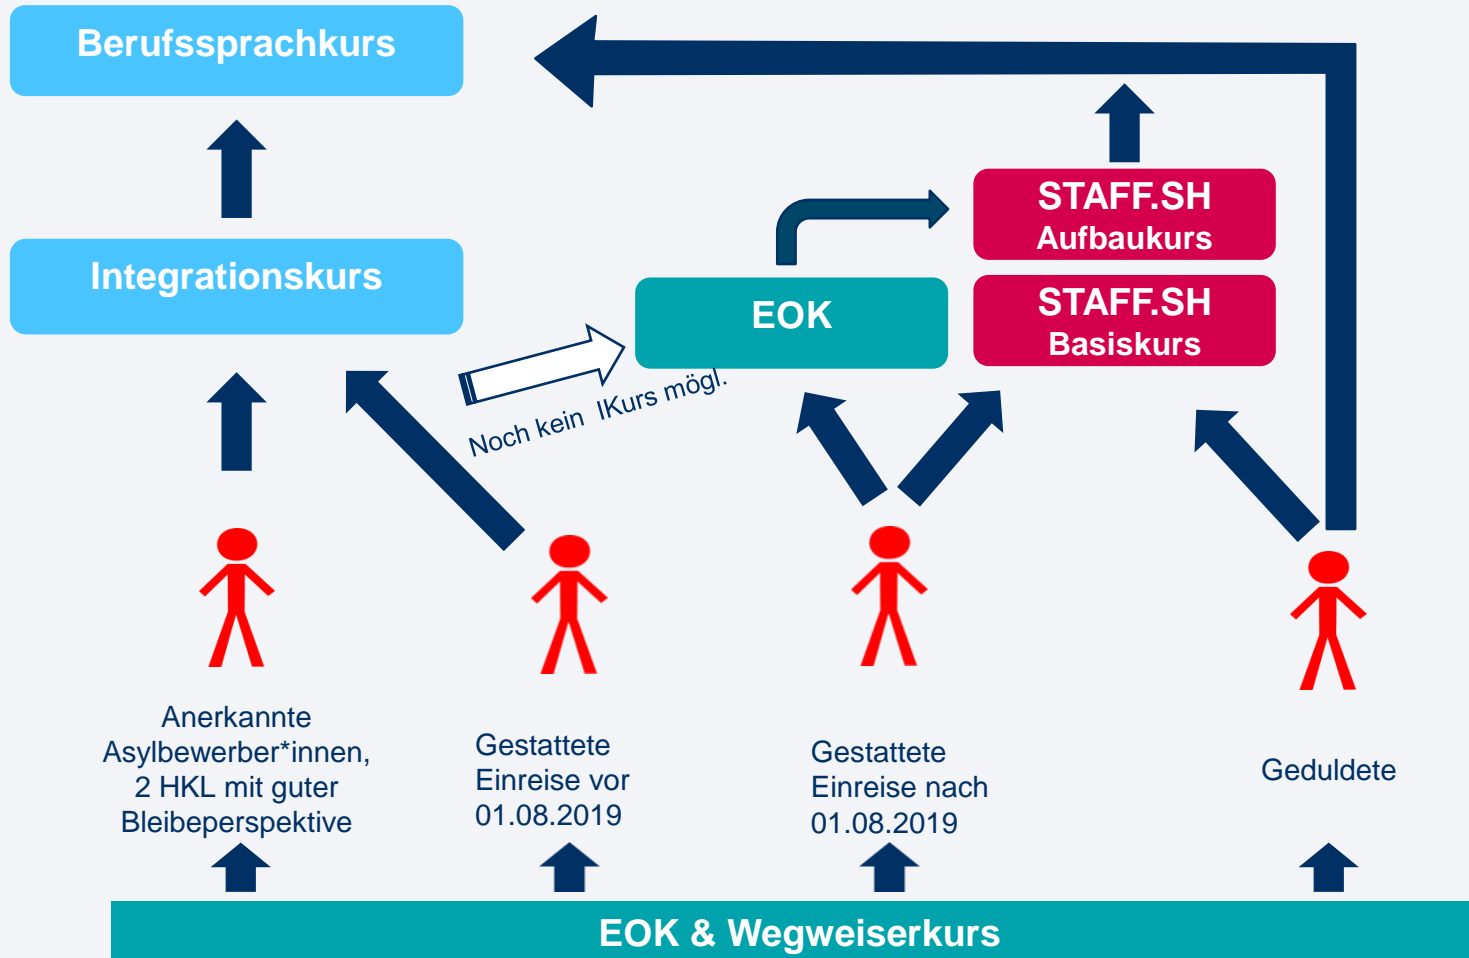 Berufssprachkurs
Integrationskurs
STAFF.SH
Aufbaukurs
EOK
STAFF.SH
Basiskurs
Noch kein  IKurs mögl.
Anerkannte
Asylbewerber*innen,
2 HKL mit guter
Bleibeperspektive
Gestattete
Einreise vor
01.08.2019
Gestattete
Einreise nach
01.08.2019
Geduldete
EOK & Wegweiserkurs